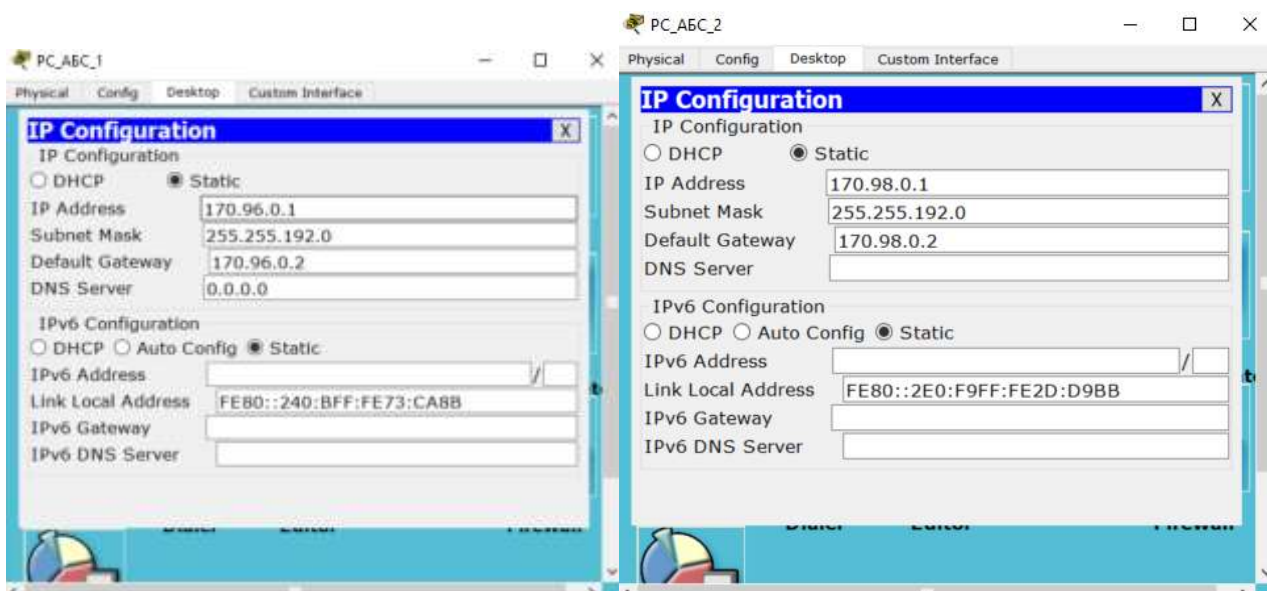 PC_АБС_1
Physical Config Desktop Custom Interface
IP Configuration X
IP Configuration
DHCP Static
IP Address 170.96.0.1
Subnet Mask 255.255.192.0
Default Gateway 170.96.0.2
DNS Server 0.0.0.0
IPv6 Configuration
DHCP Auto Config Static
IPv6 Address /
Link Local Address FE80::240:BFF:FE73:CA8B
IPv6 Gateway
IPv6 DNS Server
PC_АБС_2
Physical Config Desktop Custom Interface
IP Configuration X
IP Configuration
DHCP Static
IP Address 170.98.0.1
Subnet Mask 255.255.192.0
Default Gateway 170.98.0.2
DNS Server
IPv6 Configuration
DHCP Auto Config Static
IPv6 Address /
Link Local Address FE80::2E0:F9FF:FE2D:D9BB
IPv6 Gateway
IPv6 DNS Server